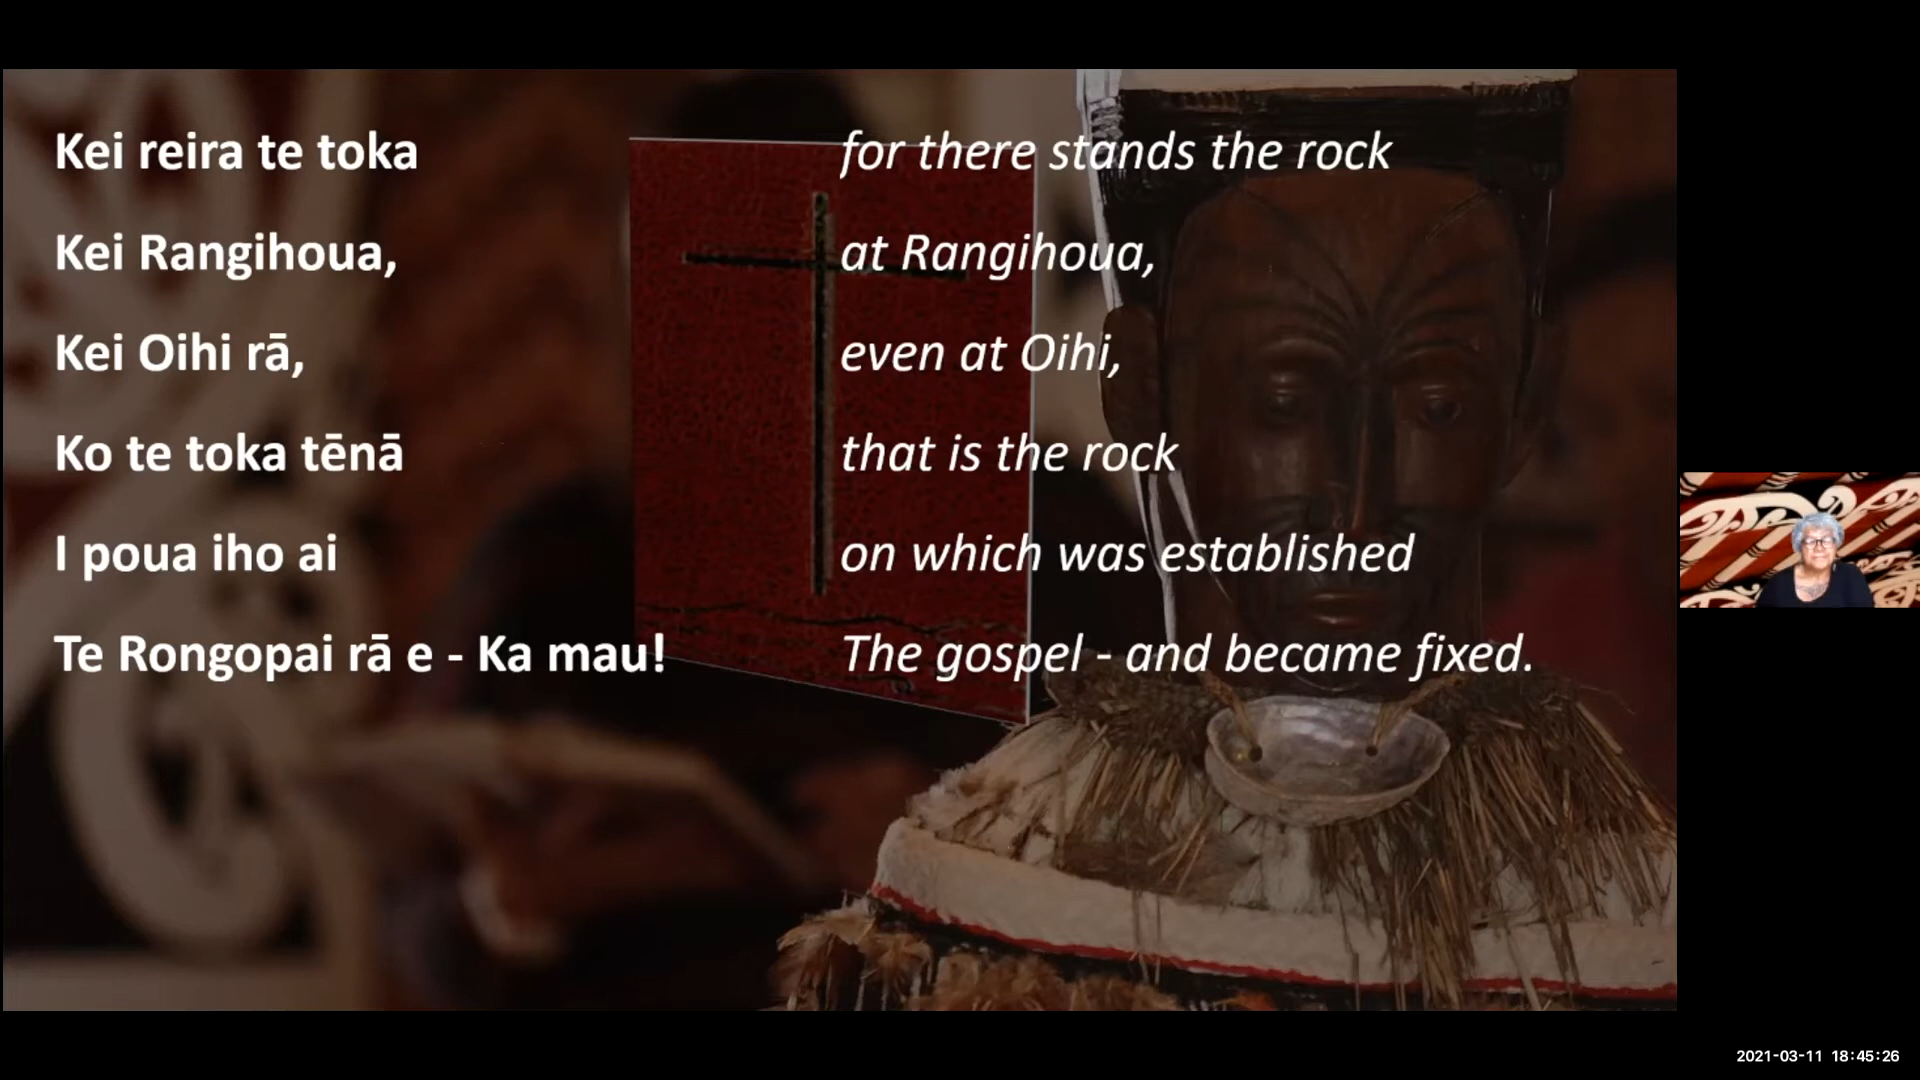 Kei reira te toka
for there stands the rock
Kei Rangihoua,
at Rangihoua,
Kei Oihi rā,
even at Oihi,
Ko te toka tēnā
that is the rock
I poua iho ai
on which was established
Te Rongopai rā e - Ka mau!
The gospel - and became fixed.
2021-03-11 18:45:26